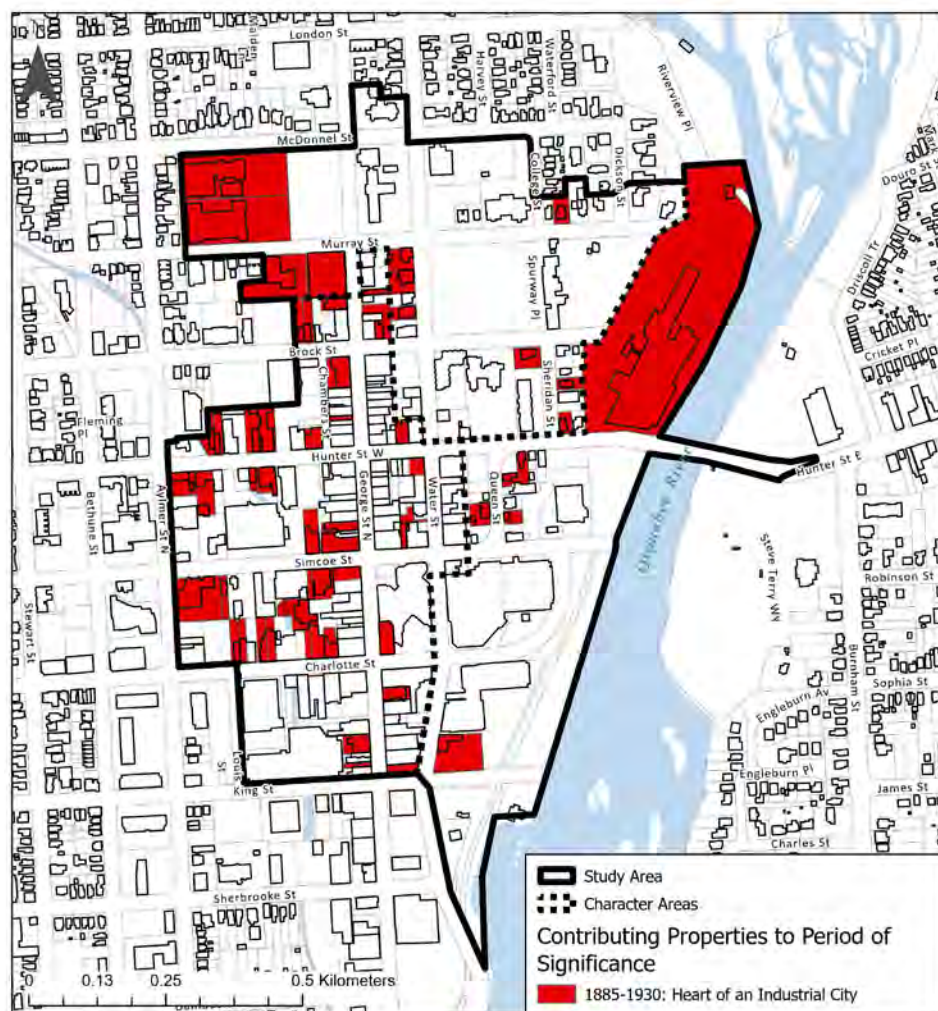 London St
Harvey St
Waterford St
Riverview Pl
McDonnel St
College St
Dickson St
Douro St
Mark
Driscoll Tr
Cricket Pl
Murray St
Spurway Pl
Brock St
Chambers St
Sheridan St
Fleming
Pl
Hunter St W
Hunter St E
Bethune St
Aylmer St N
George St N
Water St
Queen St
Otonabee River
Simcoe St
Steve Terry WY
Robinson St
Stewart St
Burnham St
Charlotte St
Sophia St
Engleburn Av
Louis
St
King St
Engleburn Pl
James St
Charles St
Sherbrooke St
0 0.13 0.25 0.5 Kilometers
Study Area
Character Areas
Contributing Properties to Period of
Significance
1885-1930: Heart of an Industrial City